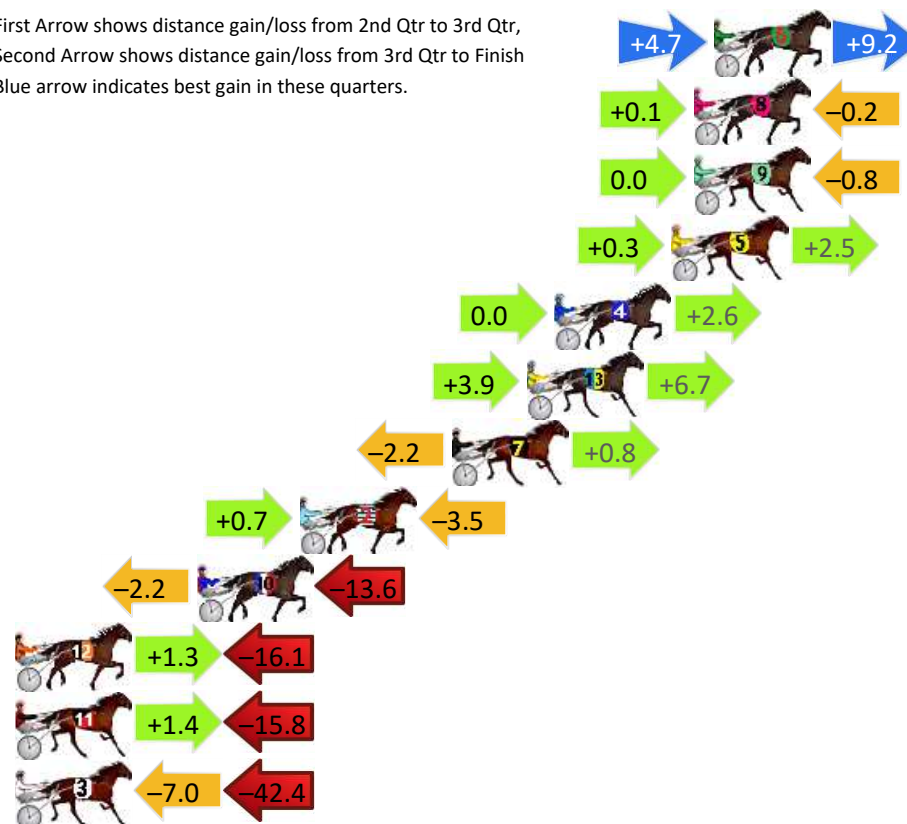 First Arrow shows distance gain/loss from 2nd Qtr to 3rd Qtr,
Second Arrow shows distance gain/loss from 3rd Qtr to Finish
Blue arrow indicates best gain in these quarters.
+4.7 6 +9.2
+0.1 8 –0.2
0.0 9 –0.8
+0.3 5 +2.5
0.0 4 +2.6
+3.9 13 +6.7
–2.2 7 +0.8
+0.7 2 –3.5
–2.2 10 –13.6
12 +1.3 –16.1
11 +1.4 –15.8
3 –7.0 –42.4